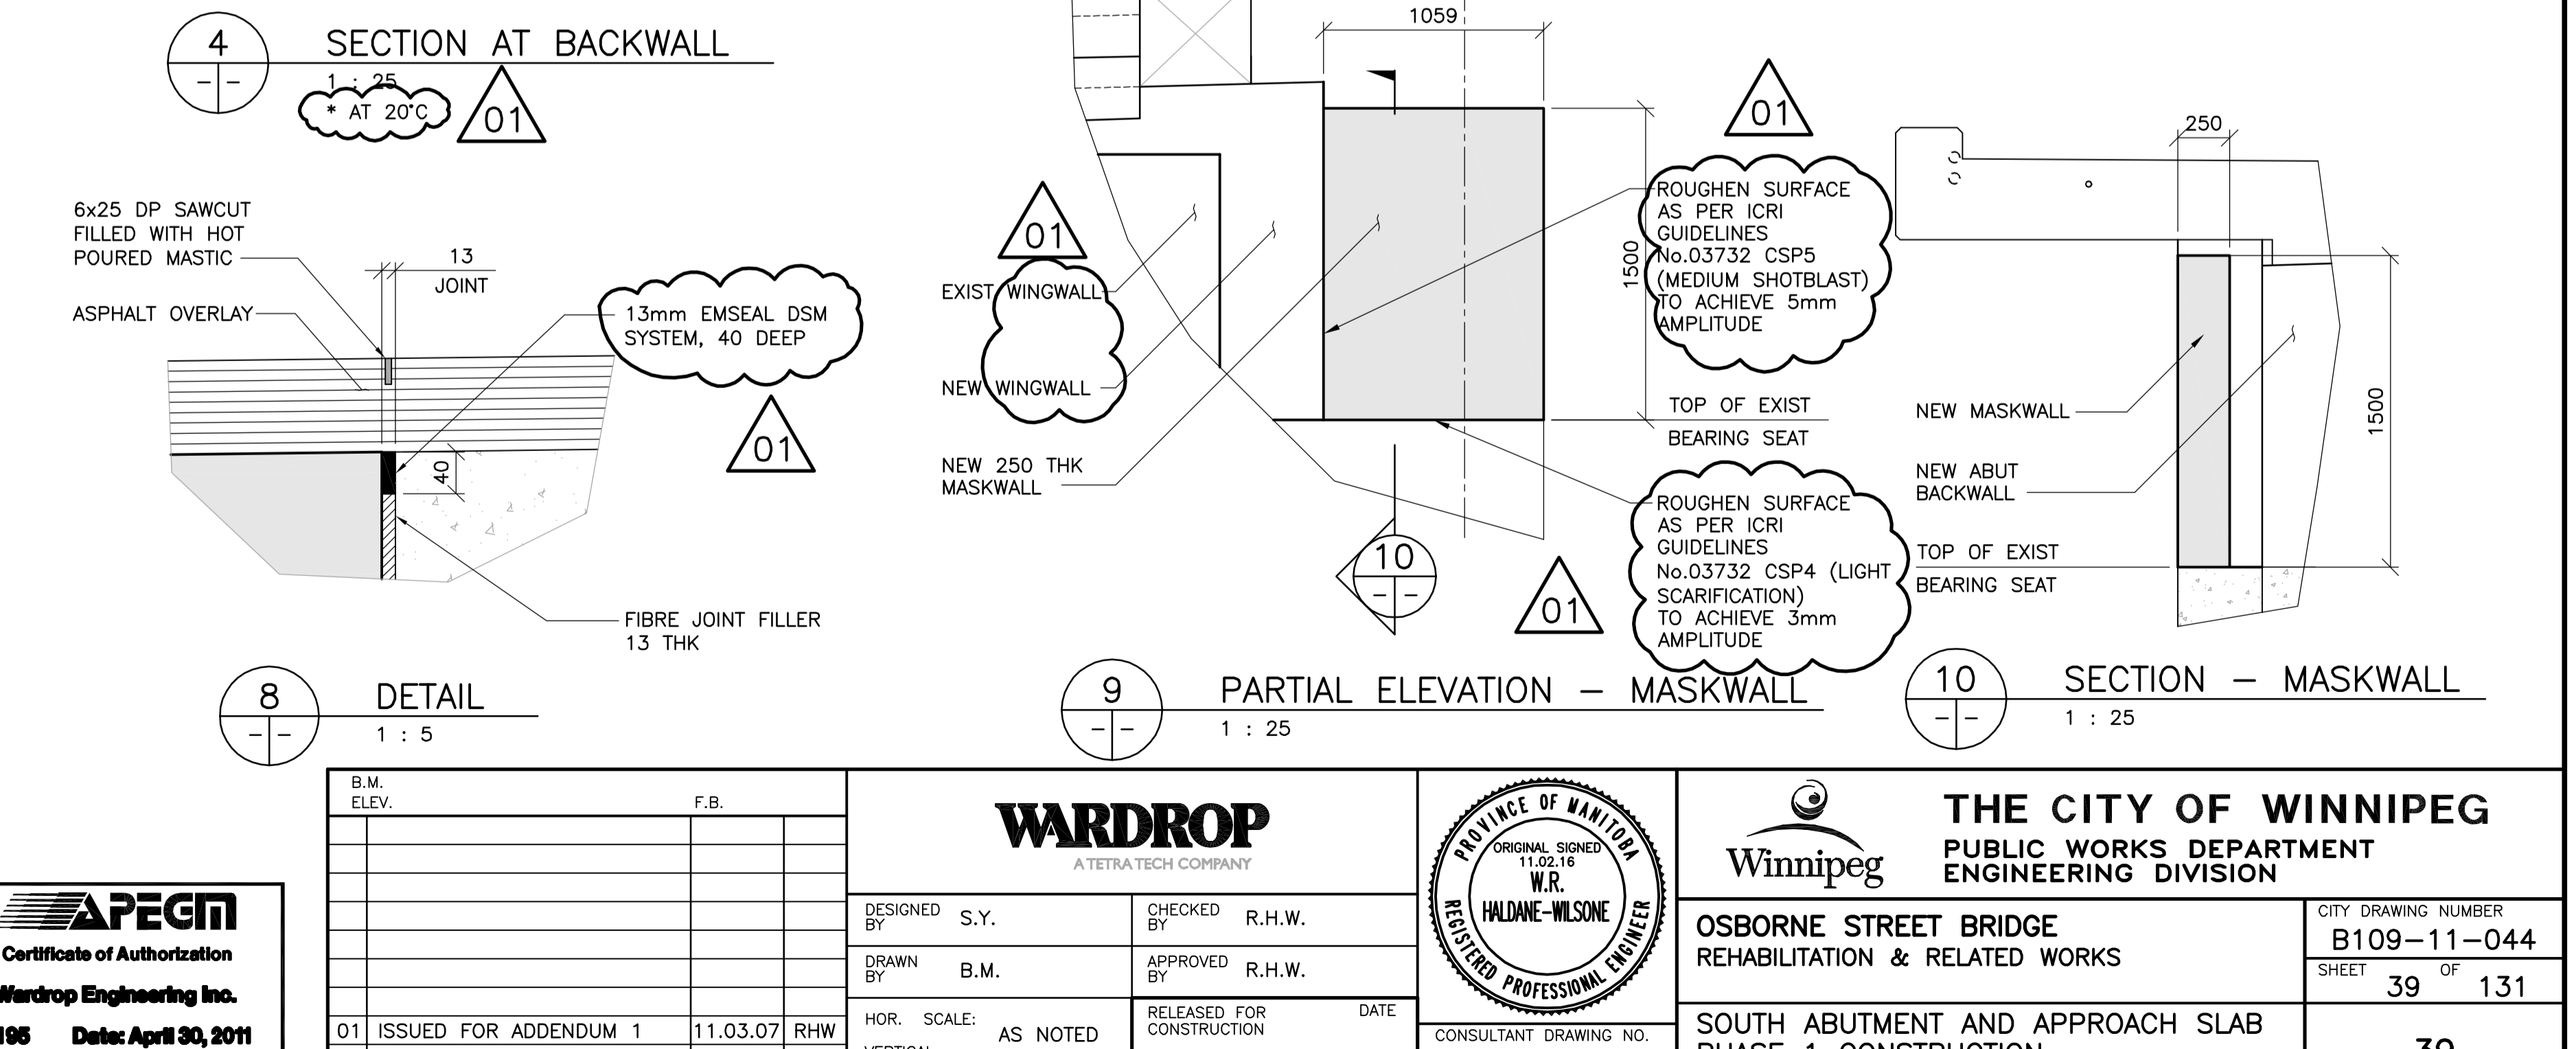 4
SECTION AT BACKWALL
- -
1 : 25
* AT 20°C
01
6x25 DP SAWCUT
FILLED WITH HOT
POURED MASTIC
13
JOINT
ASPHALT OVERLAY
13mm EMSEAL DSM
SYSTEM, 40 DEEP
01
40
FIBRE JOINT FILLER
13 THK
8
DETAIL
- -
1 : 5
1059
01
EXIST WINGWALL
NEW WINGWALL
NEW 250 THK
MASKWALL
1500
01
ROUGHEN SURFACE
AS PER ICRI
GUIDELINES
No.03732 CSP5
(MEDIUM SHOTBLAST)
TO ACHIEVE 5mm
AMPLITUDE
TOP OF EXIST
BEARING SEAT
ROUGHEN SURFACE
AS PER ICRI
GUIDELINES
No.03732 CSP4 (LIGHT
SCARIFICATION)
TO ACHIEVE 3mm
AMPLITUDE
01
10
- -
9
PARTIAL ELEVATION - MASKWALL
- -
1 : 25
250
NEW MASKWALL
1500
NEW ABUT
BACKWALL
TOP OF EXIST
BEARING SEAT
10
SECTION - MASKWALL
- -
1 : 25
APEGM
Certificate of Authorization
Wardrop Engineering Inc.
195 Date: April 30, 2011
B.M.
ELEV. F.B.
01 ISSUED FOR ADDENDUM 1 11.03.07 RHW
WARDROP
A TETRA TECH COMPANY
DESIGNED BY S.Y.
CHECKED BY R.H.W.
DRAWN BY B.M.
APPROVED BY R.H.W.
HOR. SCALE: AS NOTED
VERTICAL
RELEASED FOR CONSTRUCTION
DATE
PROVINCE OF MANITOBA
ORIGINAL SIGNED
11.02.16
W.R.
HALDANE-WILSONE
REGISTERED PROFESSIONAL ENGINEER
CONSULTANT DRAWING NO.
Winnipeg
THE CITY OF WINNIPEG
PUBLIC WORKS DEPARTMENT
ENGINEERING DIVISION
OSBORNE STREET BRIDGE
REHABILITATION & RELATED WORKS
CITY DRAWING NUMBER
B109-11-044
SHEET 39 OF 131
SOUTH ABUTMENT AND APPROACH SLAB
PHASE 1 CONSTRUCTION
39